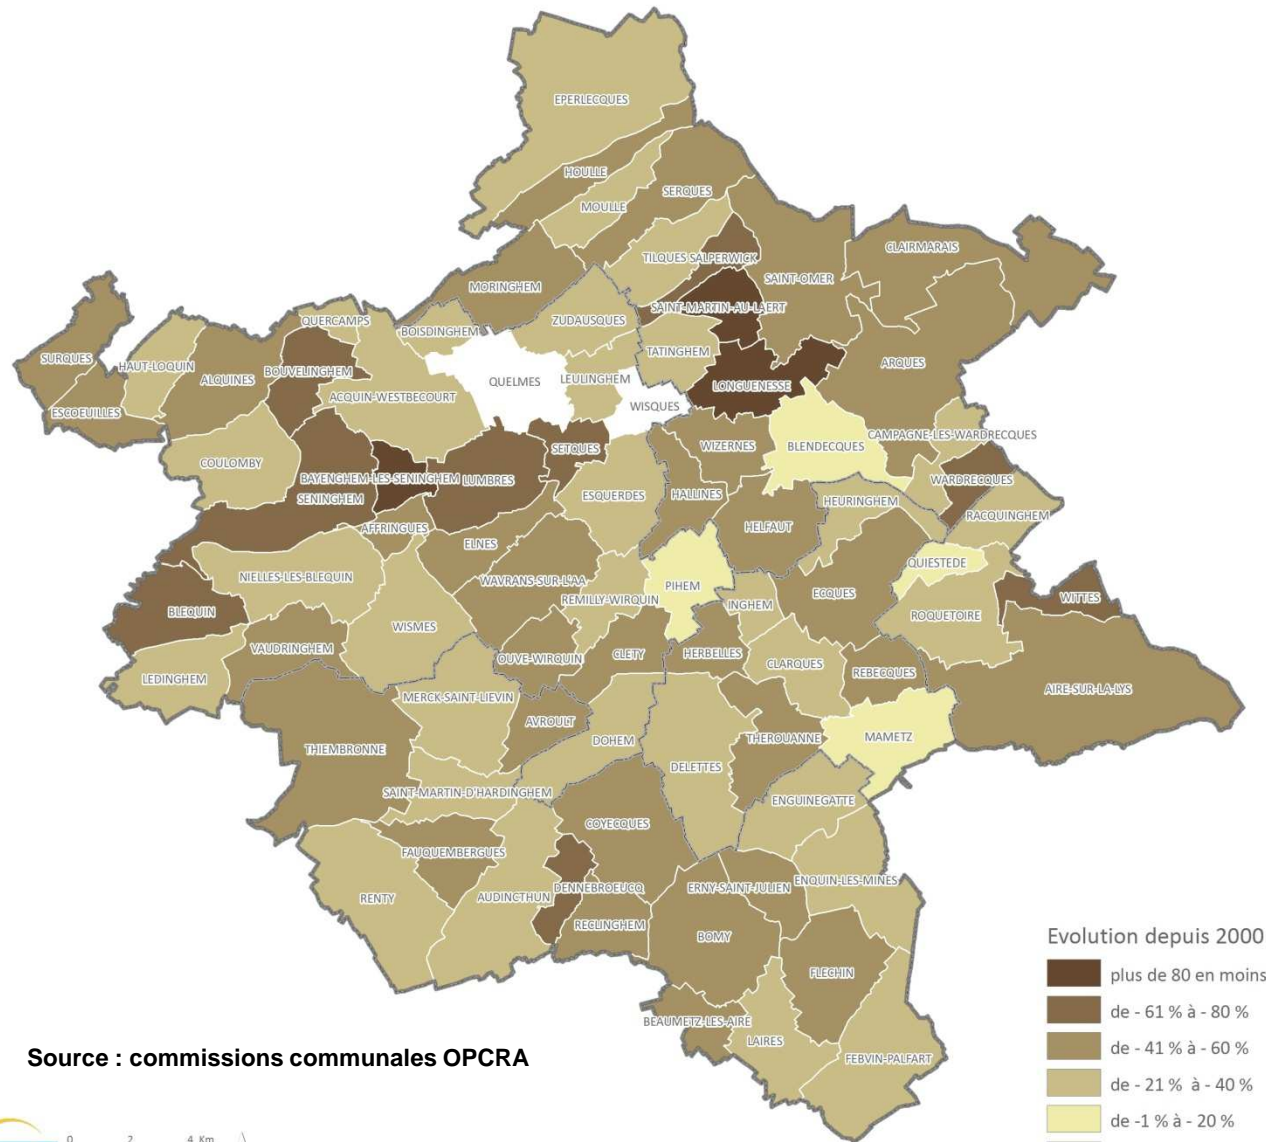 EPERLECQUES
HOULLE
MOULLE
SERQUES
TILQUES
SALPERWICK
CLAIRMARAIS
SAINT-OMER
MORINGHEM
SAINT-MARTIN-AU-LAERT
QUERCAMPS
BOISDINGHEM
ZUDAUSQUES
TATINGHEM
SURQUES
HAUT-LOQUIN
ALQUINES
BOUVELINGHEM
ARQUES
QUELMES
LEULINGHEM
LONGUENESSE
ACQUIN-WESTBECOURT
WISQUES
ESCOEUILLES
CAMPAGNE-LES-WARDRECQUES
WIZERNES
BLENDECQUES
SETQUES
COULOMBY
BAYENGHEM-LES-SENINGHEM
LUMBRES
WARDRECQUES
SENINGHEM
ESQUERDES
HALLINES
HEURINGHEM
RACQUINGHEM
AFFRINGUES
HELFAUT
ELNES
QUIESTEDE
NIELLES-LES-BLEQUIN
WAVRANS-SUR-L'AA
PIHEM
ECQUES
REMILLY-WIRQUIN
INGHEM
WITTES
BLEQUIN
ROQUETOIRE
WISMES
VAUDRINGHEM
CLETY
HERBELLES
OUVE-WIRQUIN
CLARQUES
REBECQUES
LEDINGHEM
AIRE-SUR-LA-LYS
MERCK-SAINT-LIEVIN
AVROULT
DOHEM
THEROUANNE
MAMETZ
THIEMBRONNE
DELETTES
SAINT-MARTIN-D'HARDINGHEM
ENGUINEGATTE
COYECQUES
FAUQUEMBERGUES
ENQUIN-LES-MINES
DENNEBROEUCQ
ERNY-SAINT-JULIEN
RENTY
AUDINCTHUN
RECLINGHEM
BOMY
FLECHIN
BEAUMETZ-LES-AIRE
LAIRES
FEBVIN-PALFART
Evolution depuis 2000
plus de 80 en moins
de - 61 % à - 80 %
de - 41 % à - 60 %
de - 21 % à - 40 %
de -1 % à - 20 %
Source : commissions communales OPCRA
0 2 4 Km